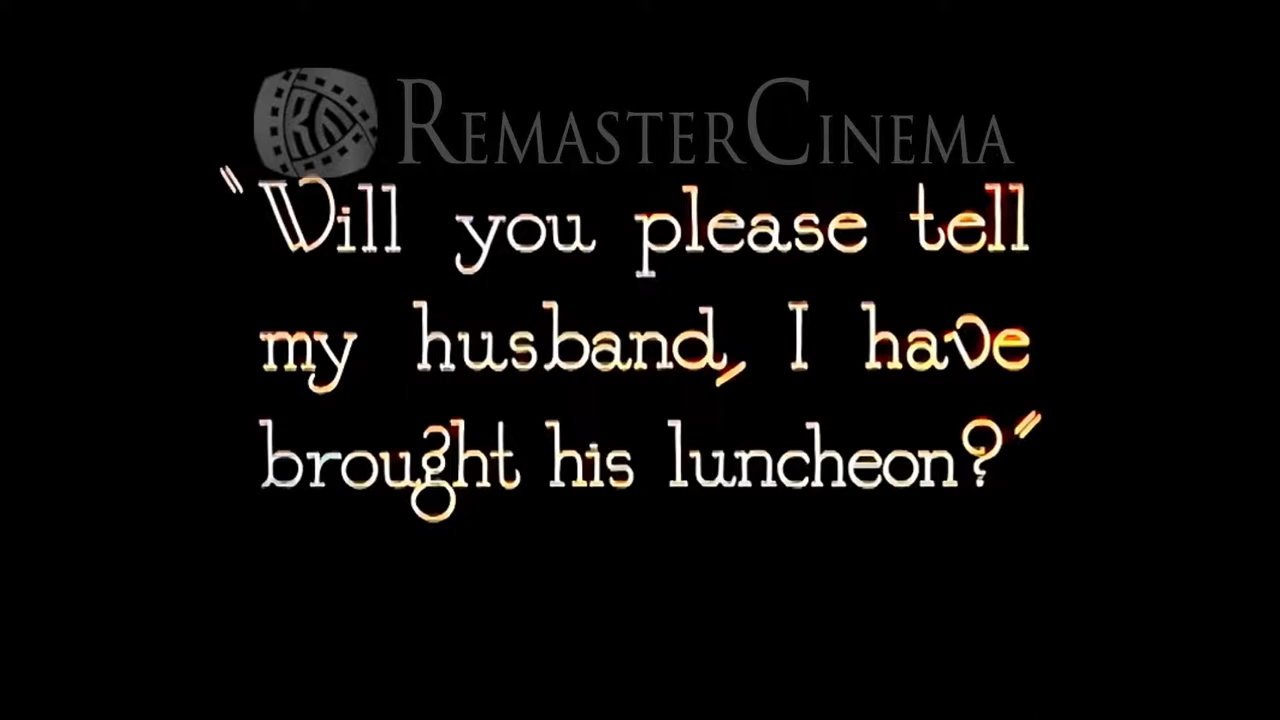 REMASTERCINEMA
"Will you please tell
my husband, I have
brought his luncheon?"